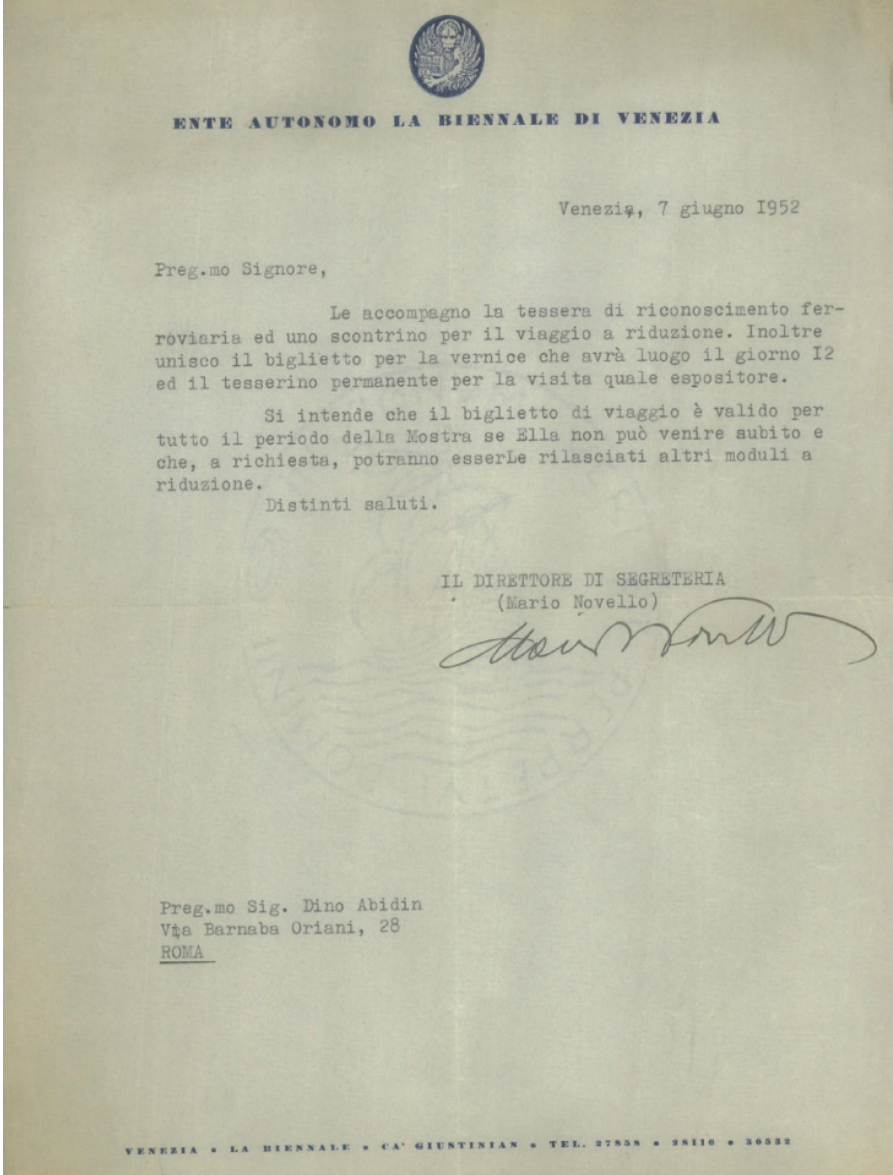 ENTE AUTONOMO LA BIENNALE DI VENEZIA
Venezia, 7 giugno I952
Preg.mo Signore,
Le accompagno la tessera di riconoscimento fer-
roviaria ed uno scontrino per il viaggio a riduzione. Inoltre
unisco il biglietto per la vernice che avrà luogo il giorno I2
ed il tesserino permanente per la visita quale espositore.
Si intende che il biglietto di viaggio è valido per
tutto il periodo della Mostra se Ella non può venire subito e
che, a richiesta, potranno esserLe rilasciati altri moduli a
riduzione.
Distinti saluti.
IL DIRETTORE DI SEGRETERIA
(Mario Novello)
Preg.mo Sig. Dino Abidin
Via Barnaba Oriani, 28
ROMA
VENEZIA • LA BIENNALE • CA' GIUSTINIAN • TEL. 27838 • 28110 • 30532